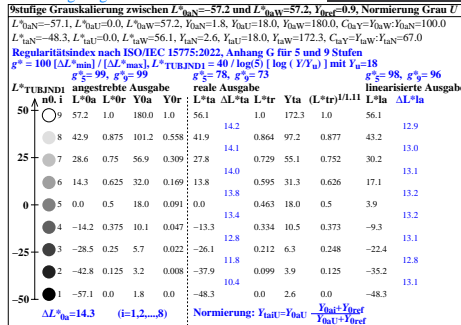 9stufige Grauskalierung zwischen L*0aN=−57.2 und L*0aW=57.2, Y0ref=0.9, Normierung Grau U
L*0aN=−57.1, L*0aU=0.0, L*0aW=57.2, Y0aN=1.8, Y0aU=18.0, Y0aW=180.0, C0aY=Y0aW:Y0aN=100.0
L*taN=−48.3, L*taU=0.0, L*taW=56.1, YtaN=2.6, YtaU=18.0, YtaW=172.3, CtaY=YtaW:YtaN=67.0
Regularitätsindex nach ISO/IEC 15775:2022, Anhang G für 5 und 9 Stufen
g* = 100 [ΔL*min] / [ΔL*max], L*TUBJND1 = 40 / log(5) [ log ( Y/Yu) ] mit Yu=18
g*5= 99, g*9= 99 g*5= 78, g*9= 73 g*5= 98, g*9= 96
L*TUBJND1 angestrebte Ausgabe reale Ausgabe linearisierte Ausgabe
n0. i L*0a L*0r Y0a Y0r L*ta ΔL*ta L*tr Yta (L*tr)1/1.11 L*la ΔL*la
9 57.2 1.0 180.0 1.0 56.1 1.0 172.3 1.0 56.1
14.2 12.9
50
8 42.9 0.875 101.2 0.558 41.9 0.864 97.2 0.877 43.2
14.1 13.0
7 28.6 0.75 56.9 0.309 27.8 0.729 55.1 0.752 30.2
14.0 13.1
25
6 14.3 0.625 32.0 0.169 13.8 0.595 31.3 0.626 17.1
13.8 13.2
0 5 0.0 0.5 18.0 0.091 0.0 0.463 18.0 0.5 3.9
13.4 13.2
4 −14.2 0.375 10.1 0.047 −13.3 0.334 10.5 0.373 −9.3
12.8 13.1
−25
3 −28.5 0.25 5.7 0.022 −26.1 0.212 6.3 0.248 −22.4
11.8 12.8
2 −42.8 0.125 3.2 0.008 −37.9 0.099 3.9 0.125 −35.2
10.4 13.1
−50 1 −57.1 0.0 1.8 0.0 −48.3 0.0 2.6 0.0 −48.3
ΔL*0a=14.3 (i=1,2,...,8) Normierung: YtaiU=Y0aU Y0ai+Y0ref
Y0aU+Y0ref